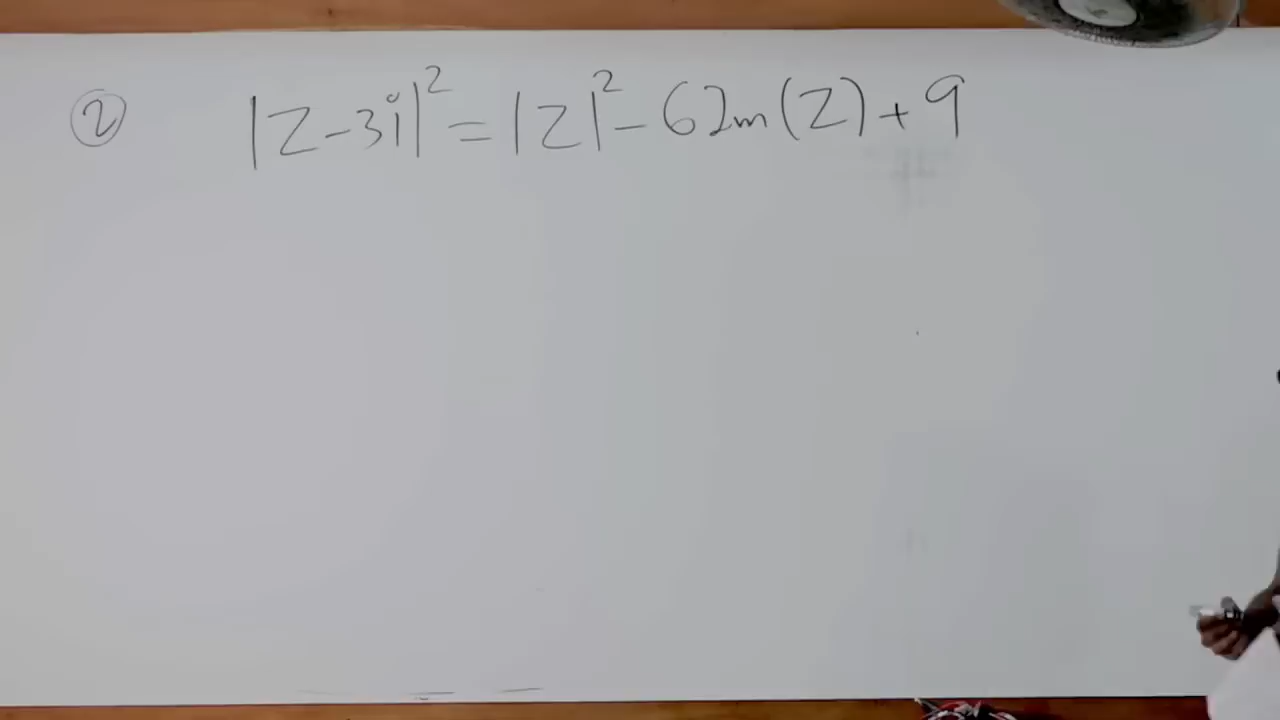 ② |Z-3i|² = |Z|² - 6Im(Z) + 9